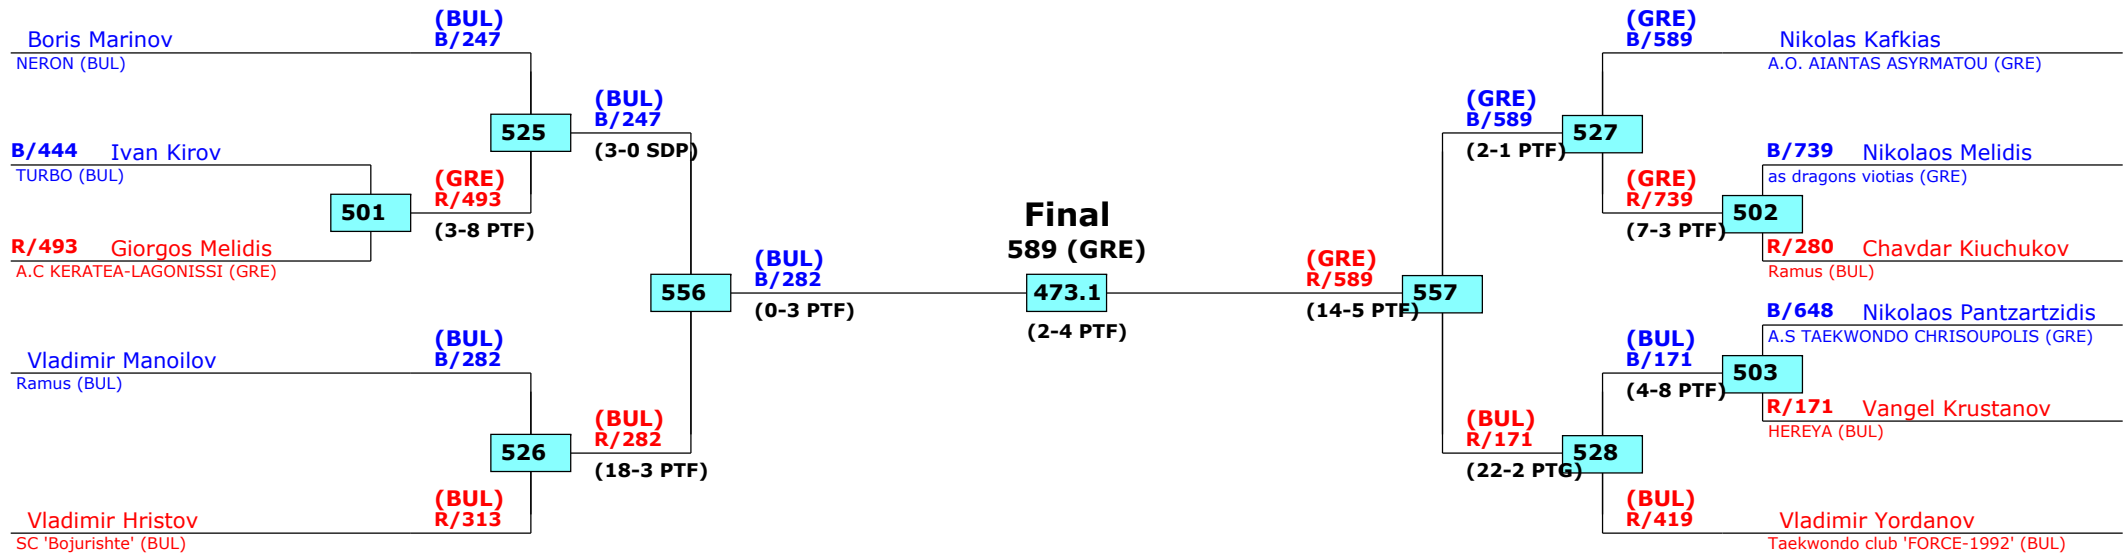 (BUL)
B/247
Boris Marinov
NERON (BUL)
(BUL)
B/247
525
(3-0 SDP)
B/444 Ivan Kirov
TURBO (BUL)
(GRE)
R/493
501
(3-8 PTF)
R/493 Giorgos Melidis
A.C KERATEA-LAGONISSI (GRE)
(BUL)
B/282
556
(0-3 PTF)
(BUL)
B/282
Vladimir Manoilov
Ramus (BUL)
(BUL)
R/282
526
(18-3 PTF)
(BUL)
R/313
Vladimir Hristov
SC 'Bojurishte' (BUL)
Final
589 (GRE)
473.1
(2-4 PTF)
(GRE)
B/589
Nikolas Kafkias
A.O. AIANTAS ASYRMATOU (GRE)
(GRE)
B/589
527
(2-1 PTF)
B/739 Nikolaos Melidis
as dragons viotias (GRE)
(GRE)
R/739
502
(7-3 PTF)
R/280 Chavdar Kiuchukov
Ramus (BUL)
(GRE)
R/589
557
(14-5 PTF)
B/648 Nikolaos Pantzartzidis
A.S TAEKWONDO CHRISOUPOLIS (GRE)
(BUL)
B/171
503
(4-8 PTF)
R/171 Vangel Krustanov
HEREYA (BUL)
(BUL)
R/171
528
(22-2 PTG)
(BUL)
R/419
Vladimir Yordanov
Taekwondo club 'FORCE-1992' (BUL)